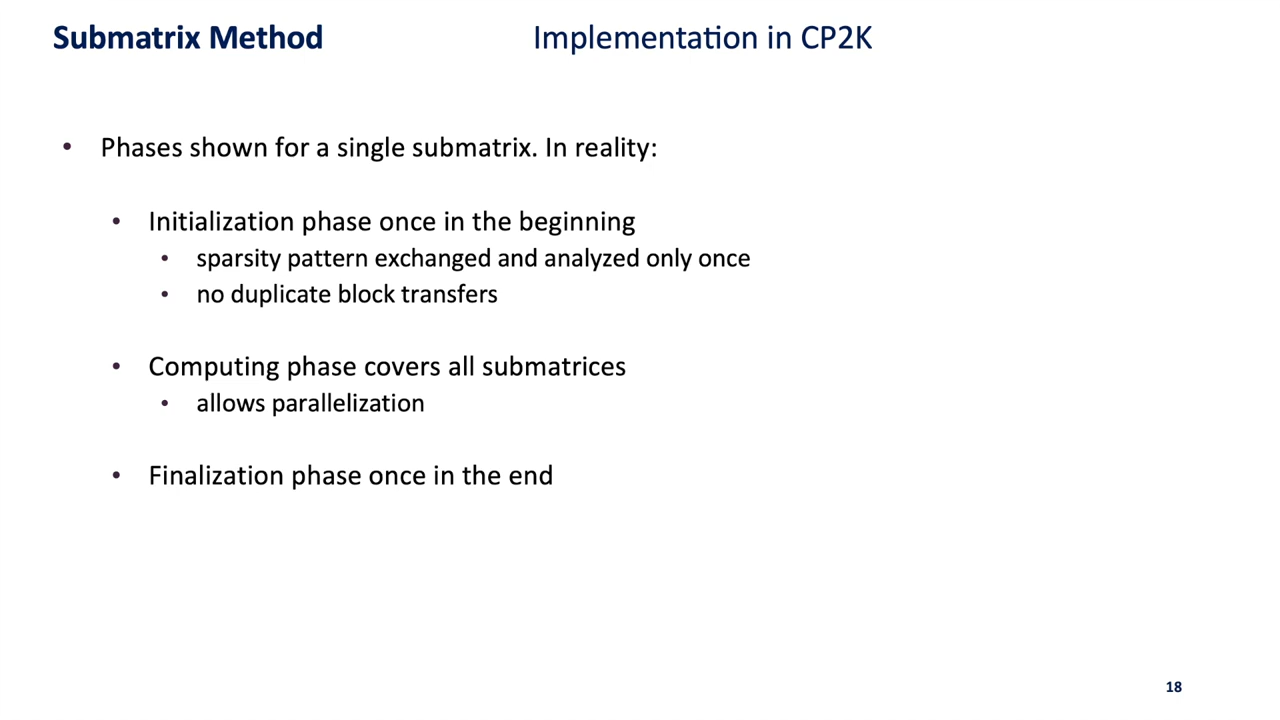 Submatrix Method
Implementation in CP2K
• Phases shown for a single submatrix. In reality:
• Initialization phase once in the beginning
• sparsity pattern exchanged and analyzed only once
• no duplicate block transfers
• Computing phase covers all submatrices
• allows parallelization
• Finalization phase once in the end
18